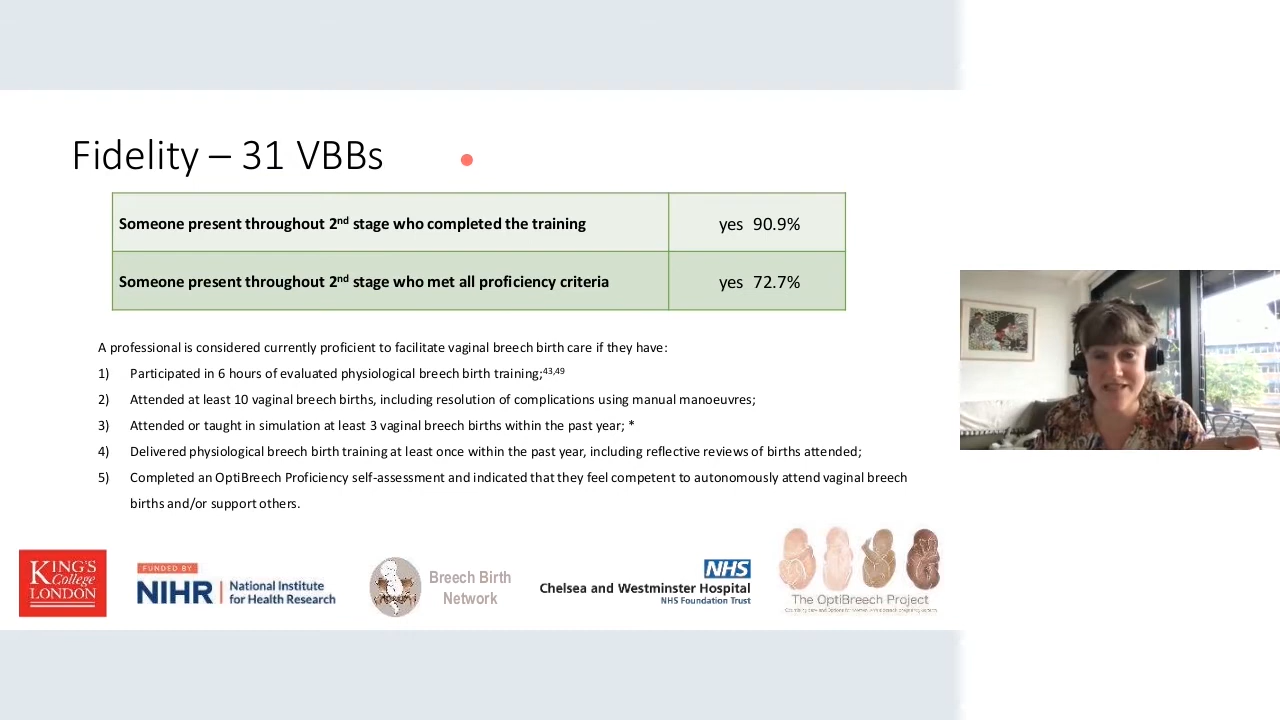 Fidelity – 31 VBBs
Someone present throughout 2nd stage who completed the training
yes 90.9%
Someone present throughout 2nd stage who met all proficiency criteria
yes 72.7%
A professional is considered currently proficient to facilitate vaginal breech birth care if they have:
1) Participated in 6 hours of evaluated physiological breech birth training;43,49
2) Attended at least 10 vaginal breech births, including resolution of complications using manual manoeuvres;
3) Attended or taught in simulation at least 3 vaginal breech births within the past year; *
4) Delivered physiological breech birth training at least once within the past year, including reflective reviews of births attended;
5) Completed an OptiBreech Proficiency self-assessment and indicated that they feel competent to autonomously attend vaginal breech
births and/or support others.
KING'S
College
LONDON
FUNDED BY
NIHR | National Institute
for Health Research
Breech Birth
Network
NHS
Chelsea and Westminster Hospital
NHS Foundation Trust
The OptiBreech Project